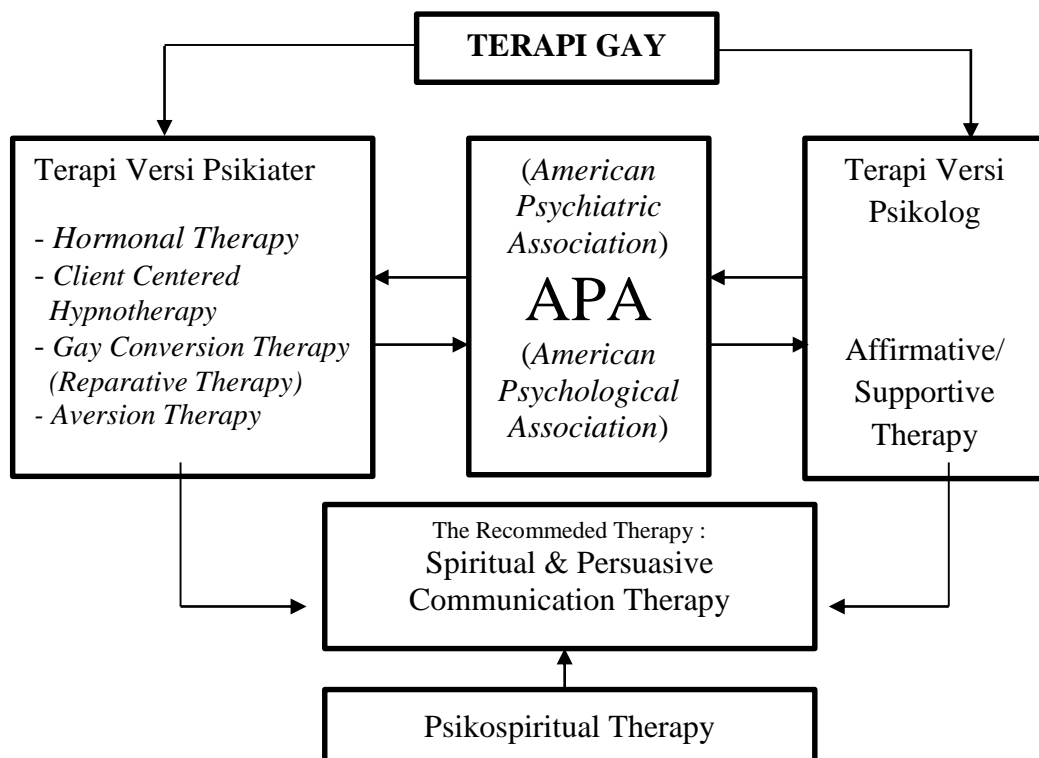 TERAPI GAY
Terapi Versi Psikiater
- Hormonal Therapy
- Client Centered
Hypnotherapy
- Gay Conversion Therapy
(Reparative Therapy)
- Aversion Therapy
(American
Psychiatric
Association)
APA
(American
Psychological
Association)
Terapi Versi
Psikolog
Affirmative/
Supportive
Therapy
The Recommeded Therapy :
Spiritual & Persuasive
Communication Therapy
Psikospiritual Therapy